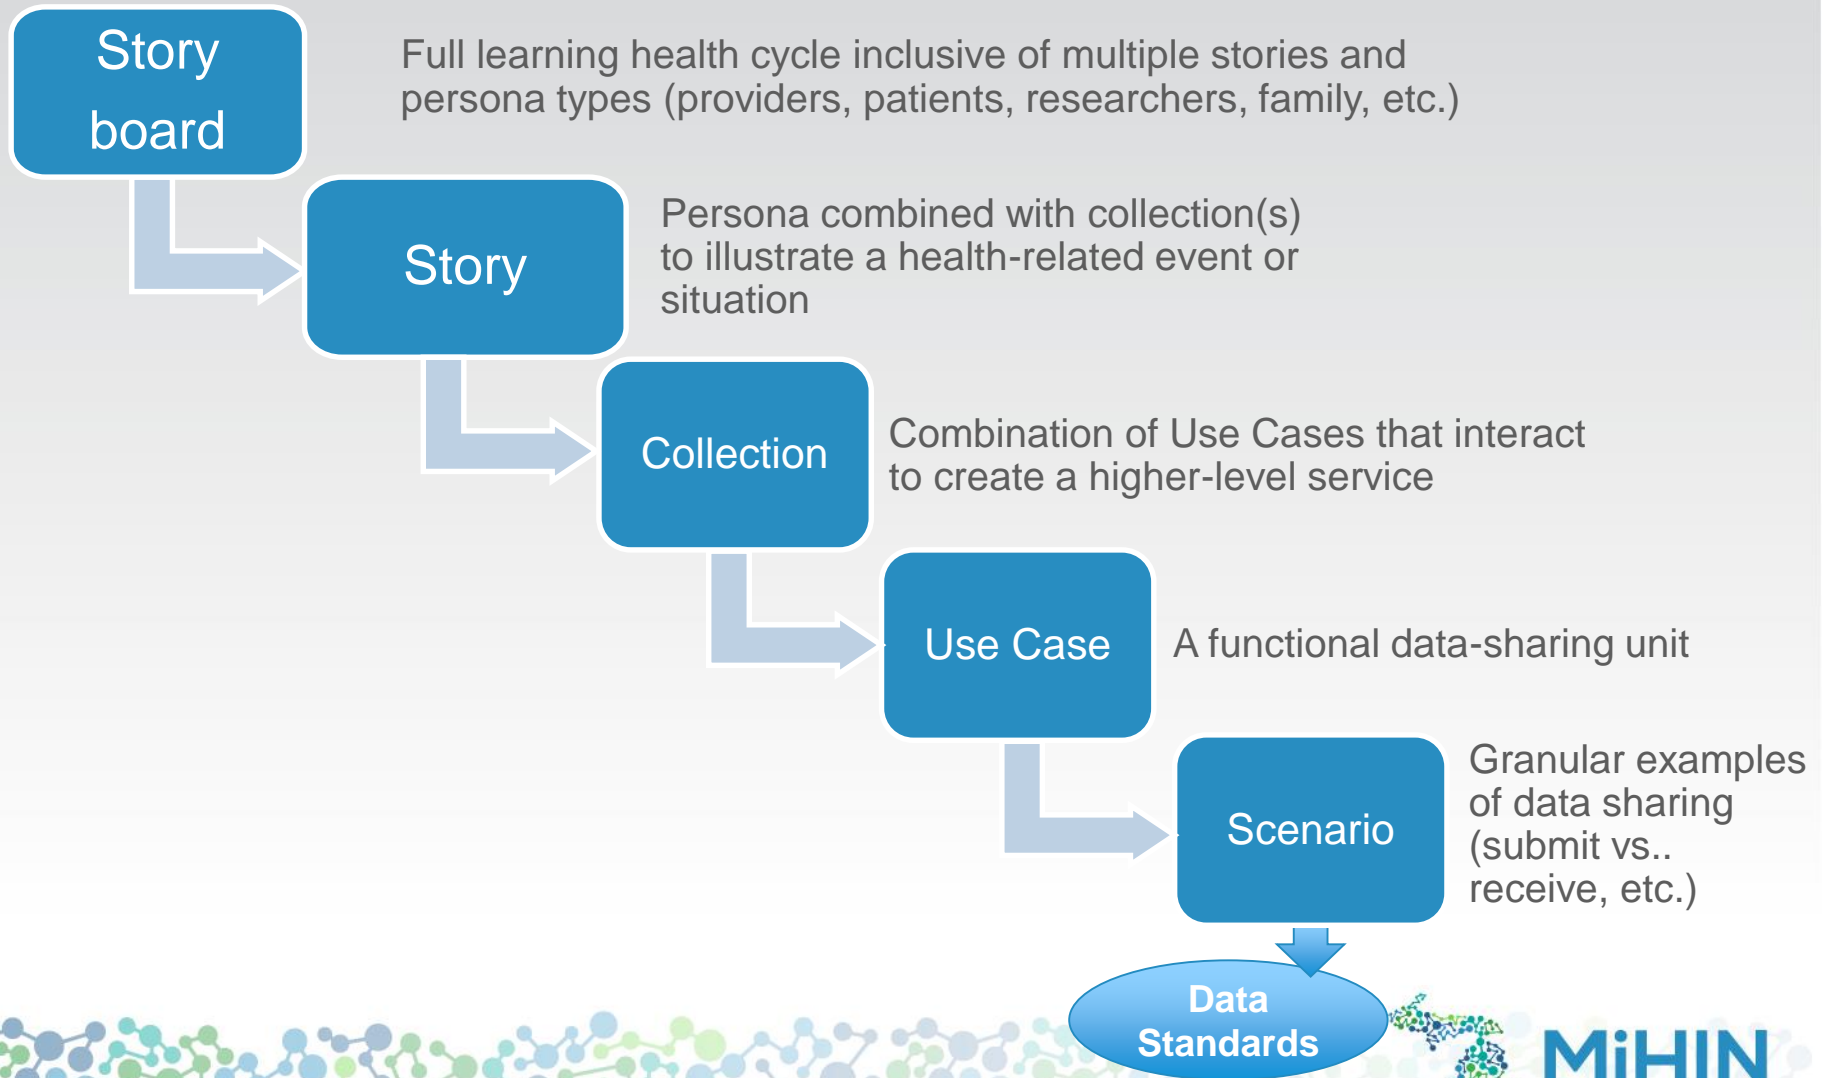 Story
board
Full learning health cycle inclusive of multiple stories and
persona types (providers, patients, researchers, family, etc.)
Story
Persona combined with collection(s)
to illustrate a health-related event or
situation
Collection
Combination of Use Cases that interact
to create a higher-level service
Use Case
A functional data-sharing unit
Scenario
Granular examples
of data sharing
(submit vs..
receive, etc.)
Data
Standards
MiHIN